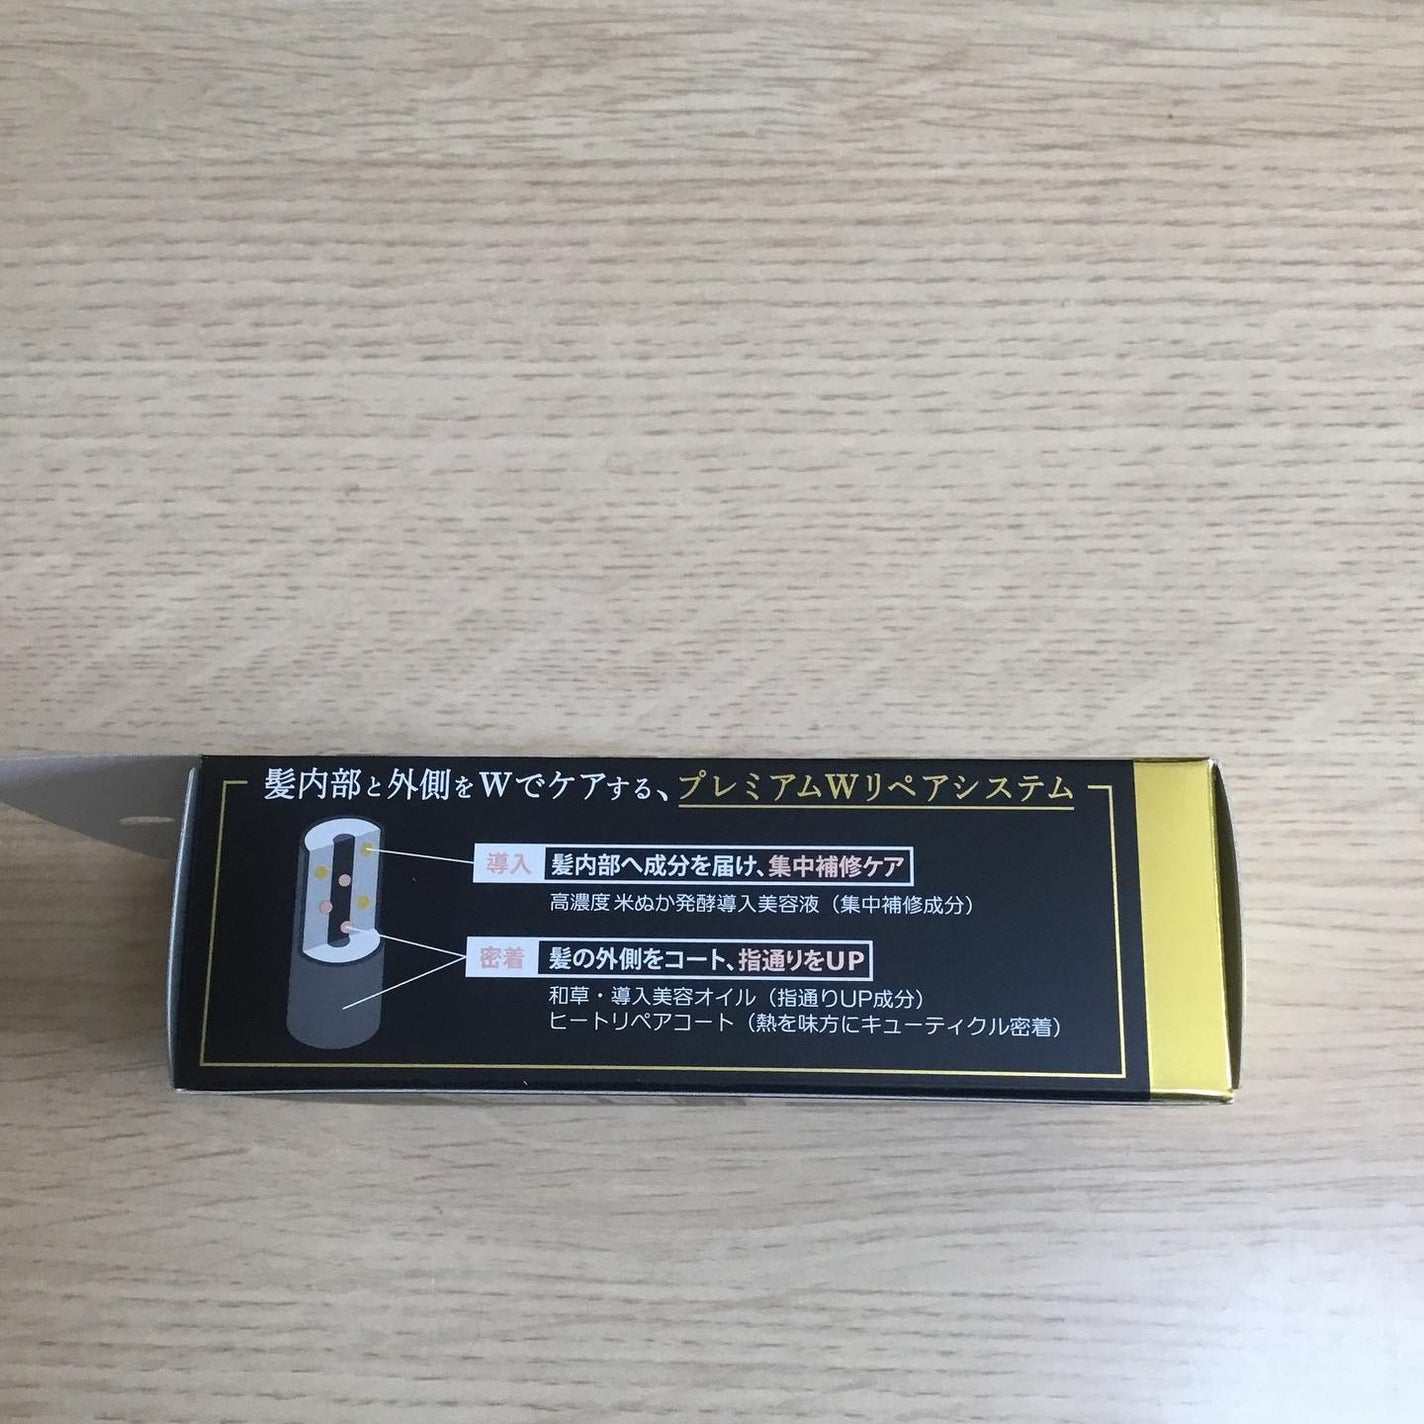 髪内部と外側をWでケアする、プレミアムWリペアシステム
導入 髪内部へ成分を届け、集中補修ケア
高濃度 米ぬか発酵導入美容液（集中補修成分）
密着 髪の外側をコート、指通りをUP
和草・導入美容オイル（指通りUP成分）
ヒートリペアコート（熱を味方にキューティクル密着）